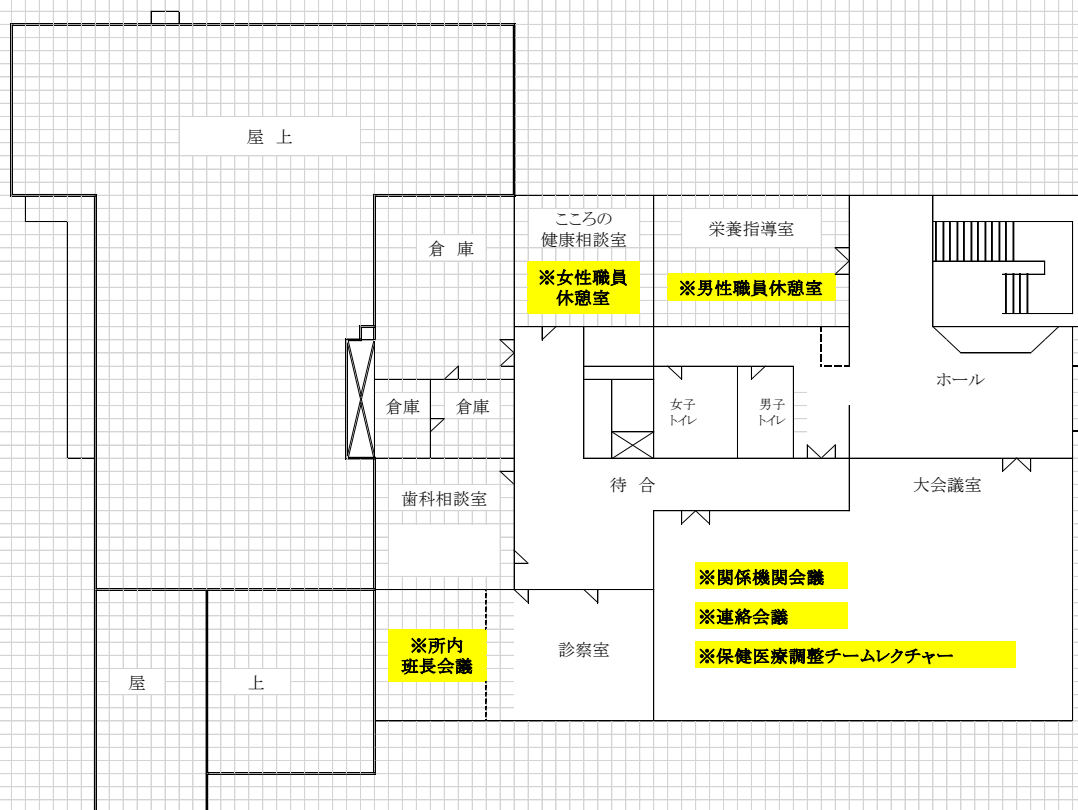 屋 上
こころの
健康相談室
栄養指導室
倉 庫
※女性職員
休憩室
※男性職員休憩室
ホール
倉庫
倉庫
女子
トイレ
男子
トイレ
歯科相談室
待 合
大会議室
※関係機関会議
※連絡会議
※所内
班長会議
診察室
※保健医療調整チームレクチャー
屋 上